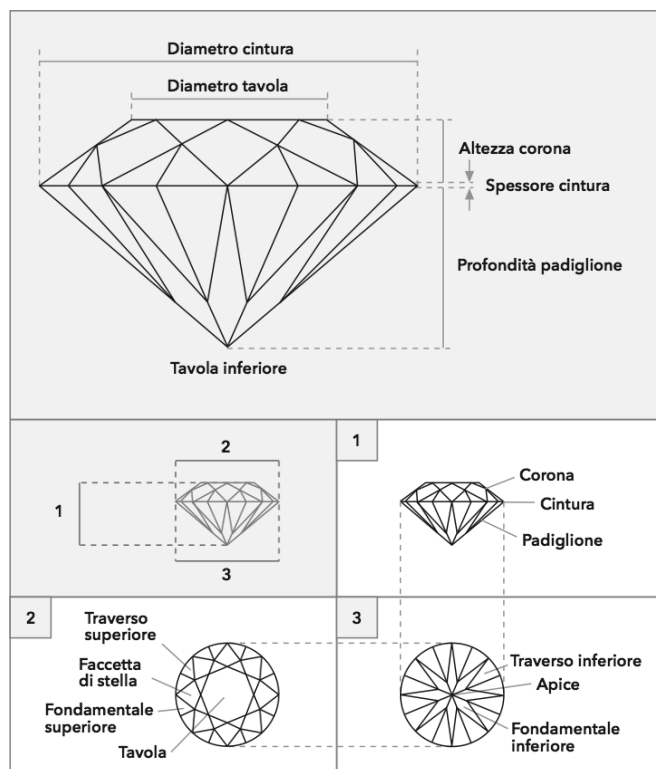 Diametro cintura
Diametro tavola
Altezza corona
Spessore cintura
Profondità padiglione
Tavola inferiore
2
1
3
1
Corona
Cintura
Padiglione
2
Traverso
superiore
Faccetta
di stella
Fondamentale
superiore
Tavola
3
Traverso inferiore
Apice
Fondamentale
inferiore